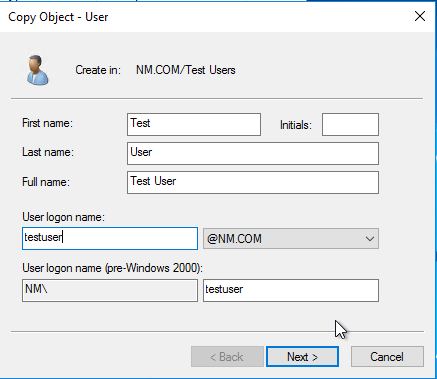 Copy Object - User
Create in: NM.COM/Test Users
First name: Test Initials:
Last name: User
Full name: Test User
User logon name:
testuser @NM.COM
User logon name (pre-Windows 2000):
NM\ testuser
< Back Next > Cancel